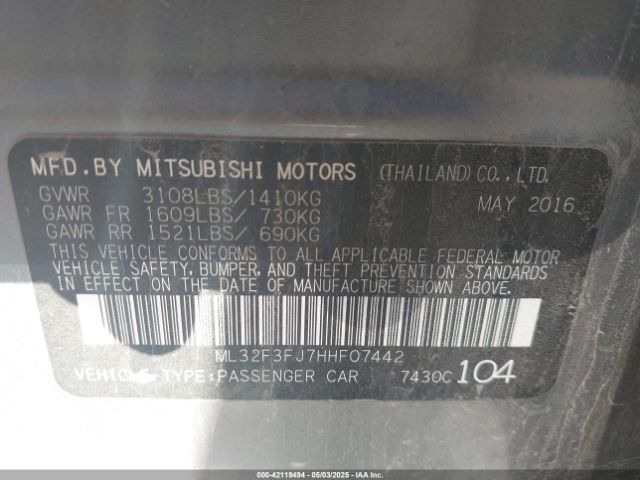 MFD.BY MITSUBISHI MOTORS (THAILAND)CO.,LTD.
GVWR 3108LBS/1410KG MAY 2016
GAWR FR 1609LBS/ 730KG
GAWR RR 1521LBS/ 690KG
THIS VEHICLE CONFORMS TO ALL APPLICABLE FEDERAL MOTOR
VEHICLE SAFETY, BUMPER, AND THEFT PREVENTION STANDARDS
IN EFFECT ON THE DATE OF MANUFACTURE SHOWN ABOVE.
ML32F3FJ7HHF07442
VEHICLE TYPE:PASSENGER CAR 7430C 104
000-42119494 - 05/03/2025 - IAA Inc.